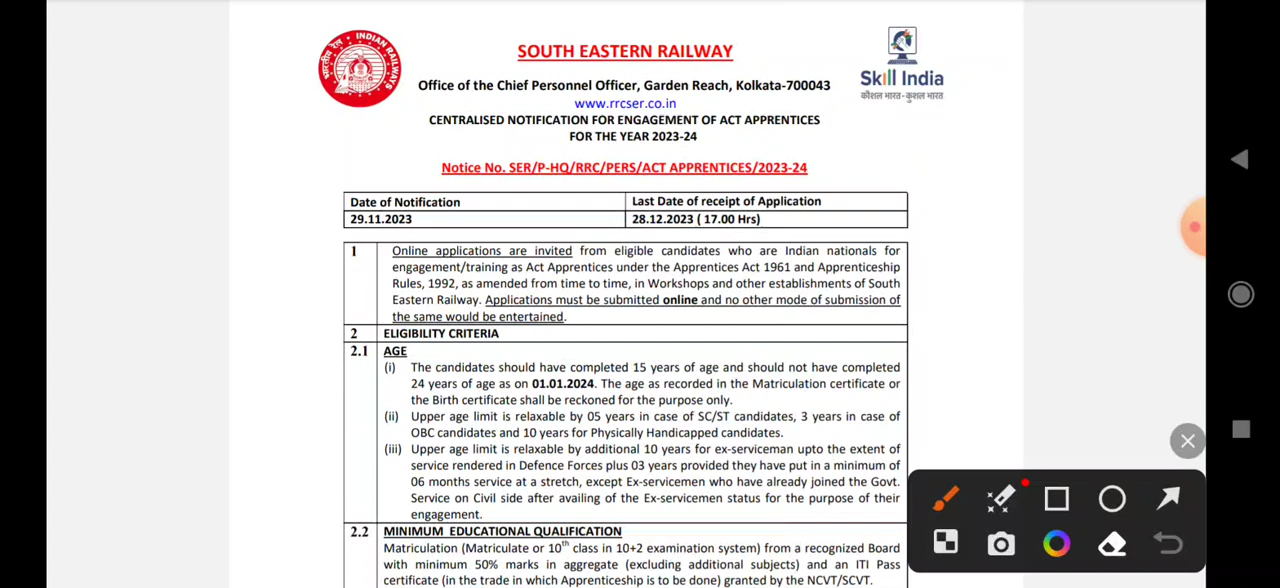 INDIAN RAILWAYS
भारतीय रेल
SOUTH EASTERN RAILWAY
Office of the Chief Personnel Officer, Garden Reach, Kolkata-700043
www.rrcser.co.in
CENTRALISED NOTIFICATION FOR ENGAGEMENT OF ACT APPRENTICES
FOR THE YEAR 2023-24
Skill India
कौशल भारत-कुशल भारत
Notice No. SER/P-HQ/RRC/PERS/ACT APPRENTICES/2023-24
Date of Notification Last Date of receipt of Application
29.11.2023 28.12.2023 ( 17.00 Hrs)
1 Online applications are invited from eligible candidates who are Indian nationals for
engagement/training as Act Apprentices under the Apprentices Act 1961 and Apprenticeship
Rules, 1992, as amended from time to time, in Workshops and other establishments of South
Eastern Railway. Applications must be submitted online and no other mode of submission of
the same would be entertained.
2 ELIGIBILITY CRITERIA
2.1 AGE
(i) The candidates should have completed 15 years of age and should not have completed
24 years of age as on 01.01.2024. The age as recorded in the Matriculation certificate or
the Birth certificate shall be reckoned for the purpose only.
(ii) Upper age limit is relaxable by 05 years in case of SC/ST candidates, 3 years in case of
OBC candidates and 10 years for Physically Handicapped candidates.
(iii) Upper age limit is relaxable by additional 10 years for ex-serviceman upto the extent of
service rendered in Defence Forces plus 03 years provided they have put in a minimum of
06 months service at a stretch, except Ex-servicemen who have already joined the Govt.
Service on Civil side after availing of the Ex-servicemen status for the purpose of their
engagement.
2.2 MINIMUM EDUCATIONAL QUALIFICATION
Matriculation (Matriculate or 10th class in 10+2 examination system) from a recognized Board
with minimum 50% marks in aggregate (excluding additional subjects) and an ITI Pass
certificate (in the trade in which Apprenticeship is to be done) granted by the NCVT/SCVT.